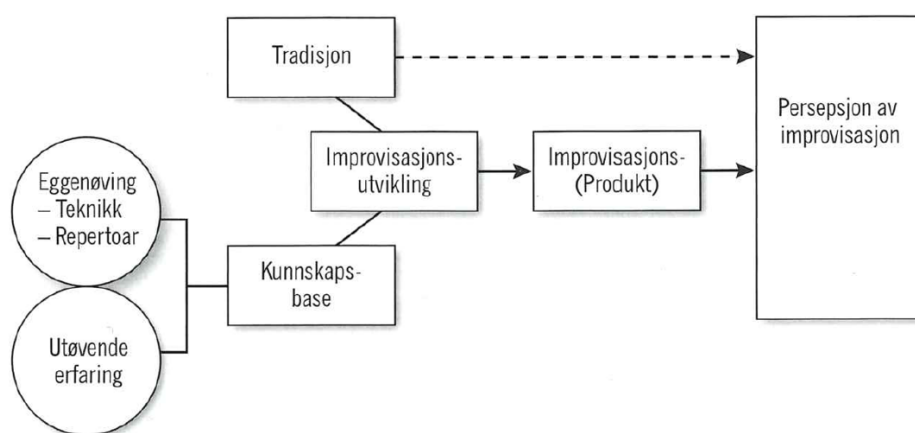 Tradisjon
Persepsjon av
improvisasjon
Improvisasjons-
utvikling
Improvisasjons-
(Produkt)
Eggenøving
– Teknikk
– Repertoar
Kunnskaps-
base
Utøvende
erfaring